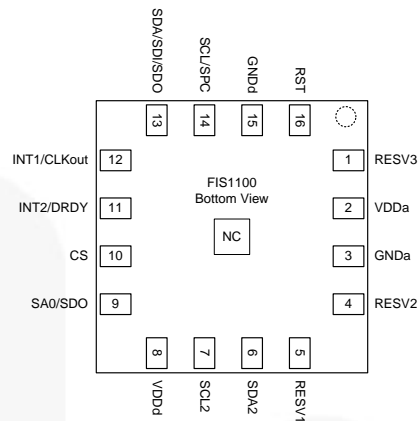 SDA/SDI/SDO
SCL/SPC
GNDd
RST
13
14
15
16
INT1/CLKout
12
1
RESV3
FIS1100
Bottom View
INT2/DRDY
11
2
VDDa
NC
CS
10
3
GNDa
SA0/SDO
9
4
RESV2
8
7
6
5
VDDd
SCL2
SDA2
RESV1